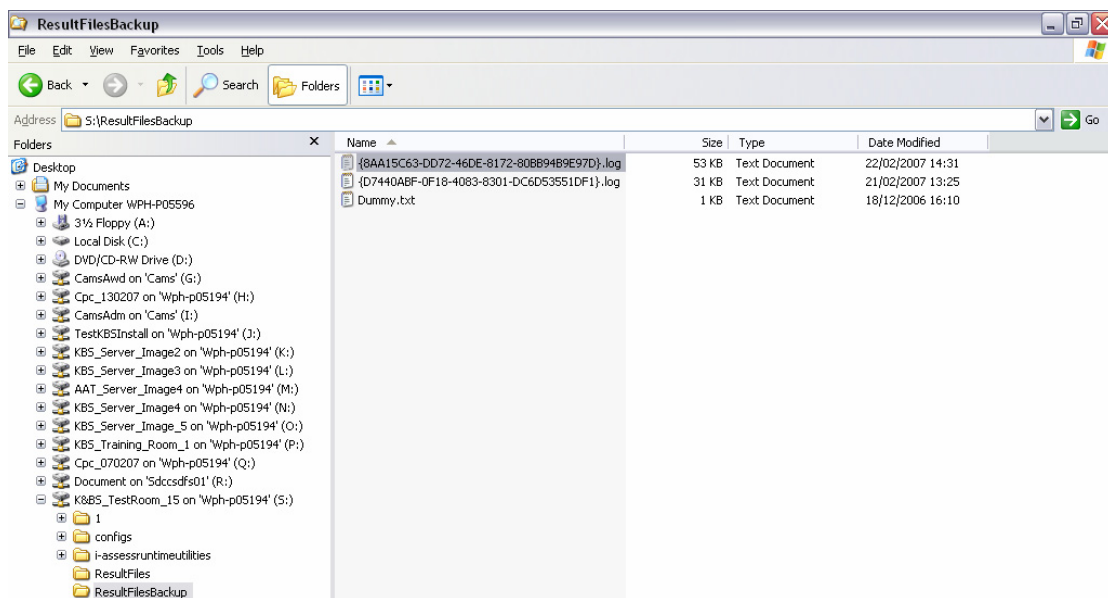 ResultFilesBackup
File Edit View Favorites Tools Help
Back Search Folders
Address S:\ResultFilesBackup Go
Folders X Name Size Type Date Modified
Desktop
My Documents
My Computer WPH-P05596
3½ Floppy (A:)
Local Disk (C:)
DVD/CD-RW Drive (D:)
CamsAwd on 'Cams' (G:)
Cpc_130207 on 'Wph-p05194' (H:)
CamsAdm on 'Cams' (I:)
TestKBSInstall on 'Wph-p05194' (J:)
KBS_Server_Image2 on 'Wph-p05194' (K:)
KBS_Server_Image3 on 'Wph-p05194' (L:)
AAT_Server_Image4 on 'Wph-p05194' (M:)
KBS_Server_Image4 on 'Wph-p05194' (N:)
KBS_Server_Image_5 on 'Wph-p05194' (O:)
KBS_Training_Room_1 on 'Wph-p05194' (P:)
Cpc_070207 on 'Wph-p05194' (Q:)
Document on 'Sdccsdfs01' (R:)
K&BS_TestRoom_15 on 'Wph-p05194' (S:)
1
configs
i-assessruntimeutilities
ResultFiles
ResultFilesBackup
{8AA15C63-DD72-46DE-8172-80BB94B9E97D}.log 53 KB Text Document 22/02/2007 14:31
{D7440ABF-0F18-4083-8301-DC6D53551DF1}.log 31 KB Text Document 21/02/2007 13:25
Dummy.txt 1 KB Text Document 18/12/2006 16:10